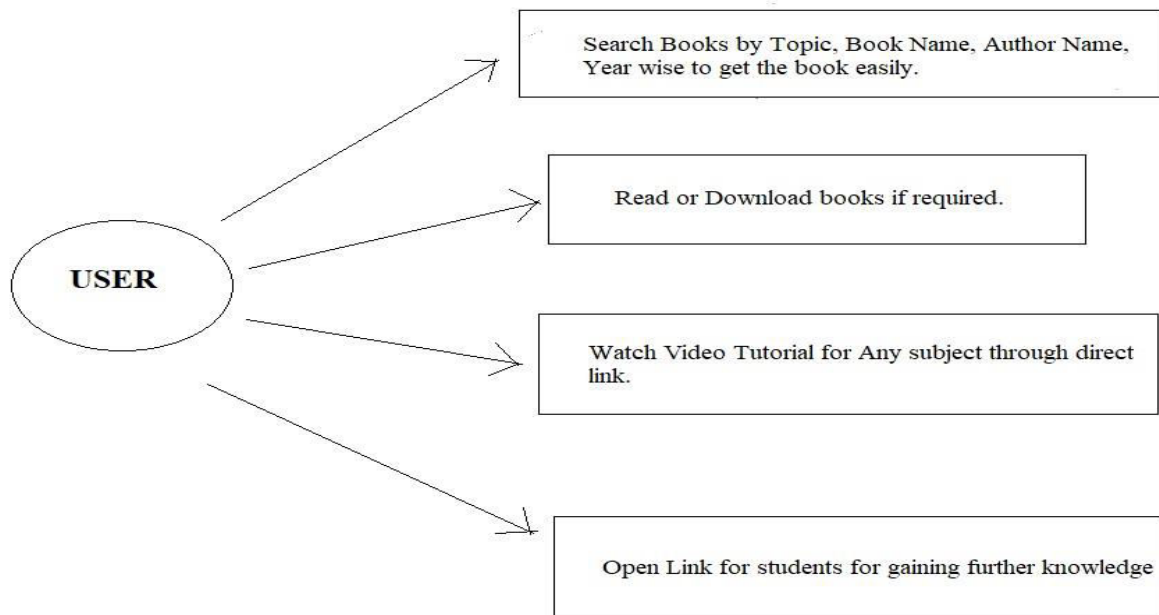 Search Books by Topic, Book Name, Author Name,
Year wise to get the book easily.
Read or Download books if required.
USER
Watch Video Tutorial for Any subject through direct
link.
Open Link for students for gaining further knowledge